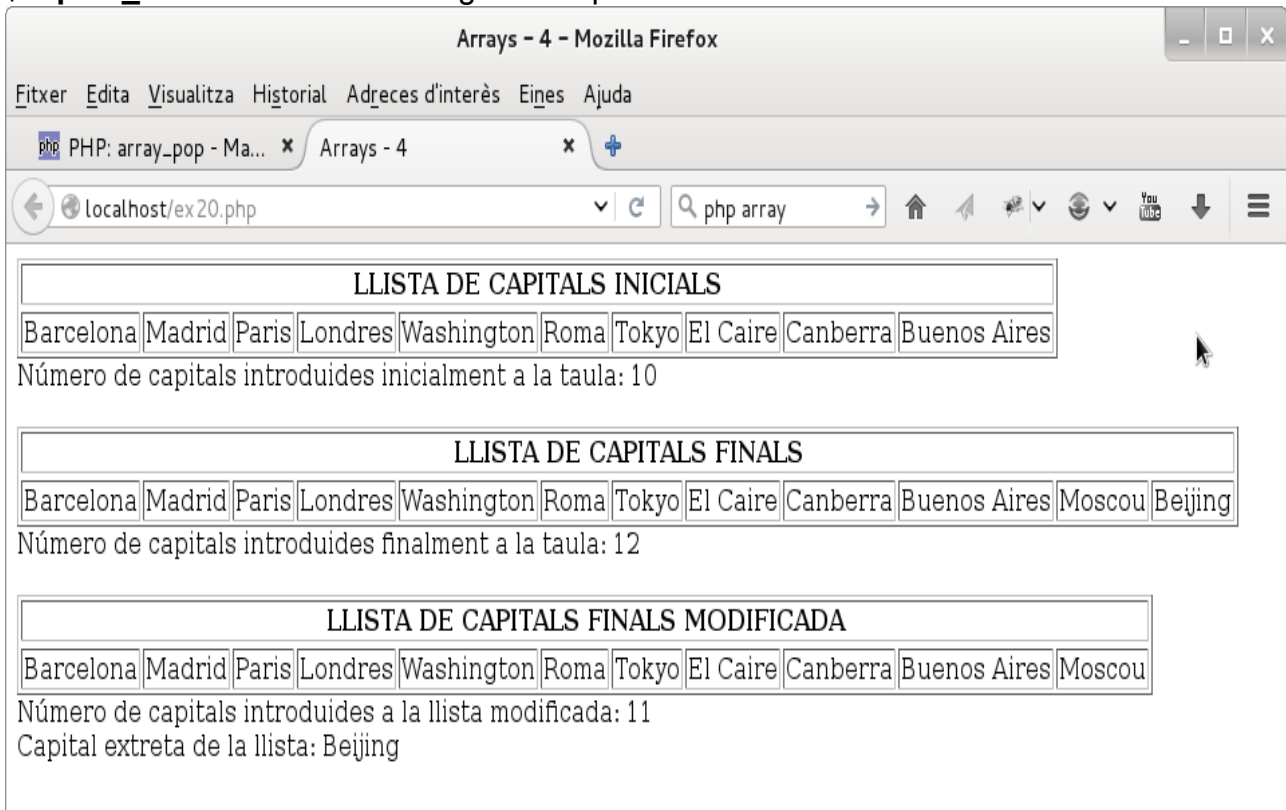 Arrays – 4 – Mozilla Firefox
Fitxer Edita Visualitza Historial Adreces d'interès Eines Ajuda
php PHP: array_pop - Ma... Arrays - 4
localhost/ex20.php php array You Tube
LLISTA DE CAPITALS INICIALS
Barcelona Madrid Paris Londres Washington Roma Tokyo El Caire Canberra Buenos Aires
Número de capitals introduides inicialment a la taula: 10
LLISTA DE CAPITALS FINALS
Barcelona Madrid Paris Londres Washington Roma Tokyo El Caire Canberra Buenos Aires Moscou Beijing
Número de capitals introduides finalment a la taula: 12
LLISTA DE CAPITALS FINALS MODIFICADA
Barcelona Madrid Paris Londres Washington Roma Tokyo El Caire Canberra Buenos Aires Moscou
Número de capitals introduides a la llista modificada: 11
Capital extreta de la llista: Beijing